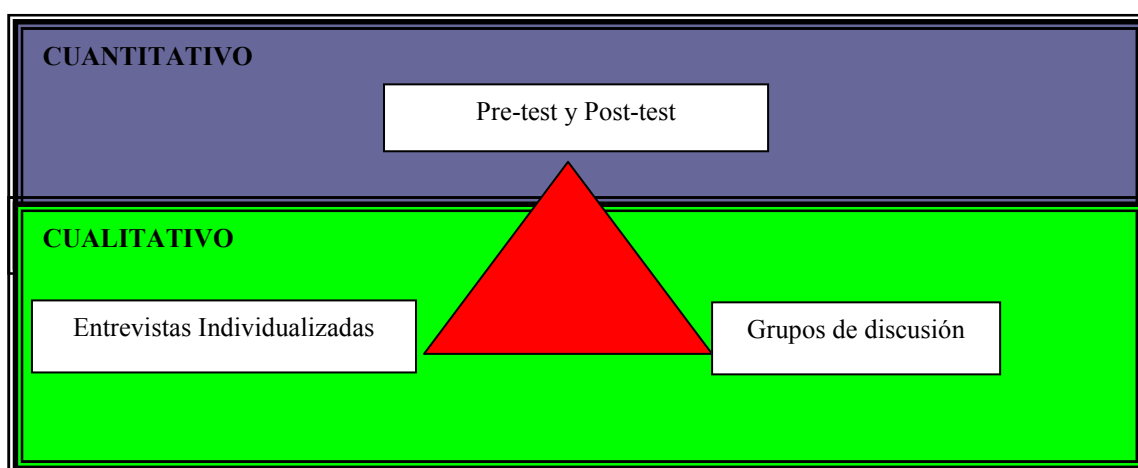 CUANTITATIVO
Pre-test y Post-test
CUALITATIVO
Entrevistas Individualizadas
Grupos de discusión